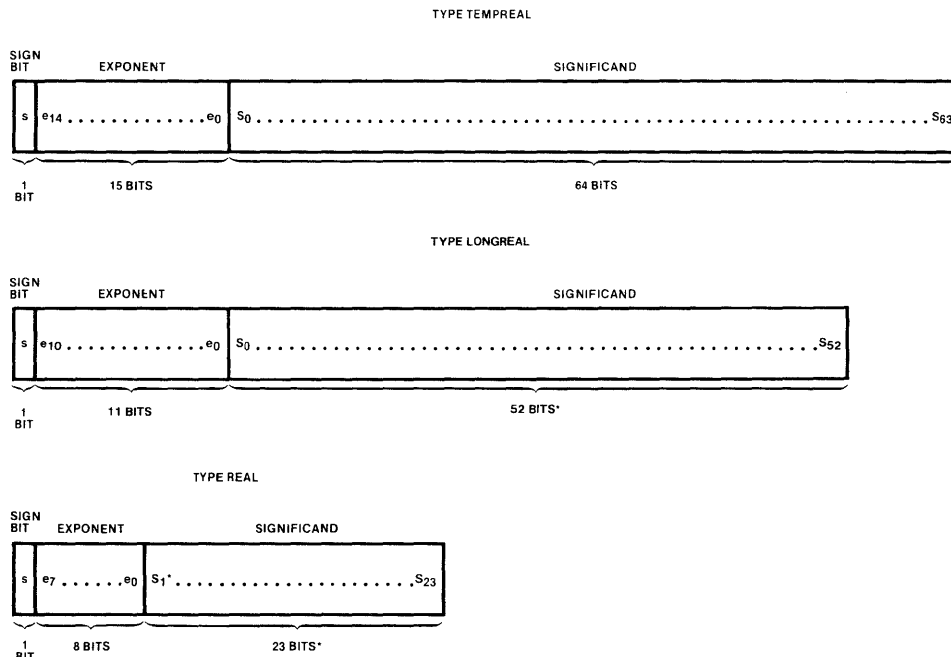 TYPE TEMPREAL
SIGN BIT EXPONENT SIGNIFICAND
s e14 . . . . . . . . . . . . e0 S0 . . . . . . . . . . . . . . . . . . . . . . . . . . . . . . . . . . . . . . . . . . . . . . . . . . . . . . . . . . . . S63
1 BIT 15 BITS 64 BITS
TYPE LONGREAL
SIGN BIT EXPONENT SIGNIFICAND
s e10 . . . . . . . . . . . . e0 S0 . . . . . . . . . . . . . . . . . . . . . . . . . . . . . . . . . . . . . . . . . . . . . . . . . . S52
1 BIT 11 BITS 52 BITS*
TYPE REAL
SIGN BIT EXPONENT SIGNIFICAND
s e7 . . . . . . e0 S1* . . . . . . . . . . . . . . . . . . . . . S23
1 BIT 8 BITS 23 BITS*